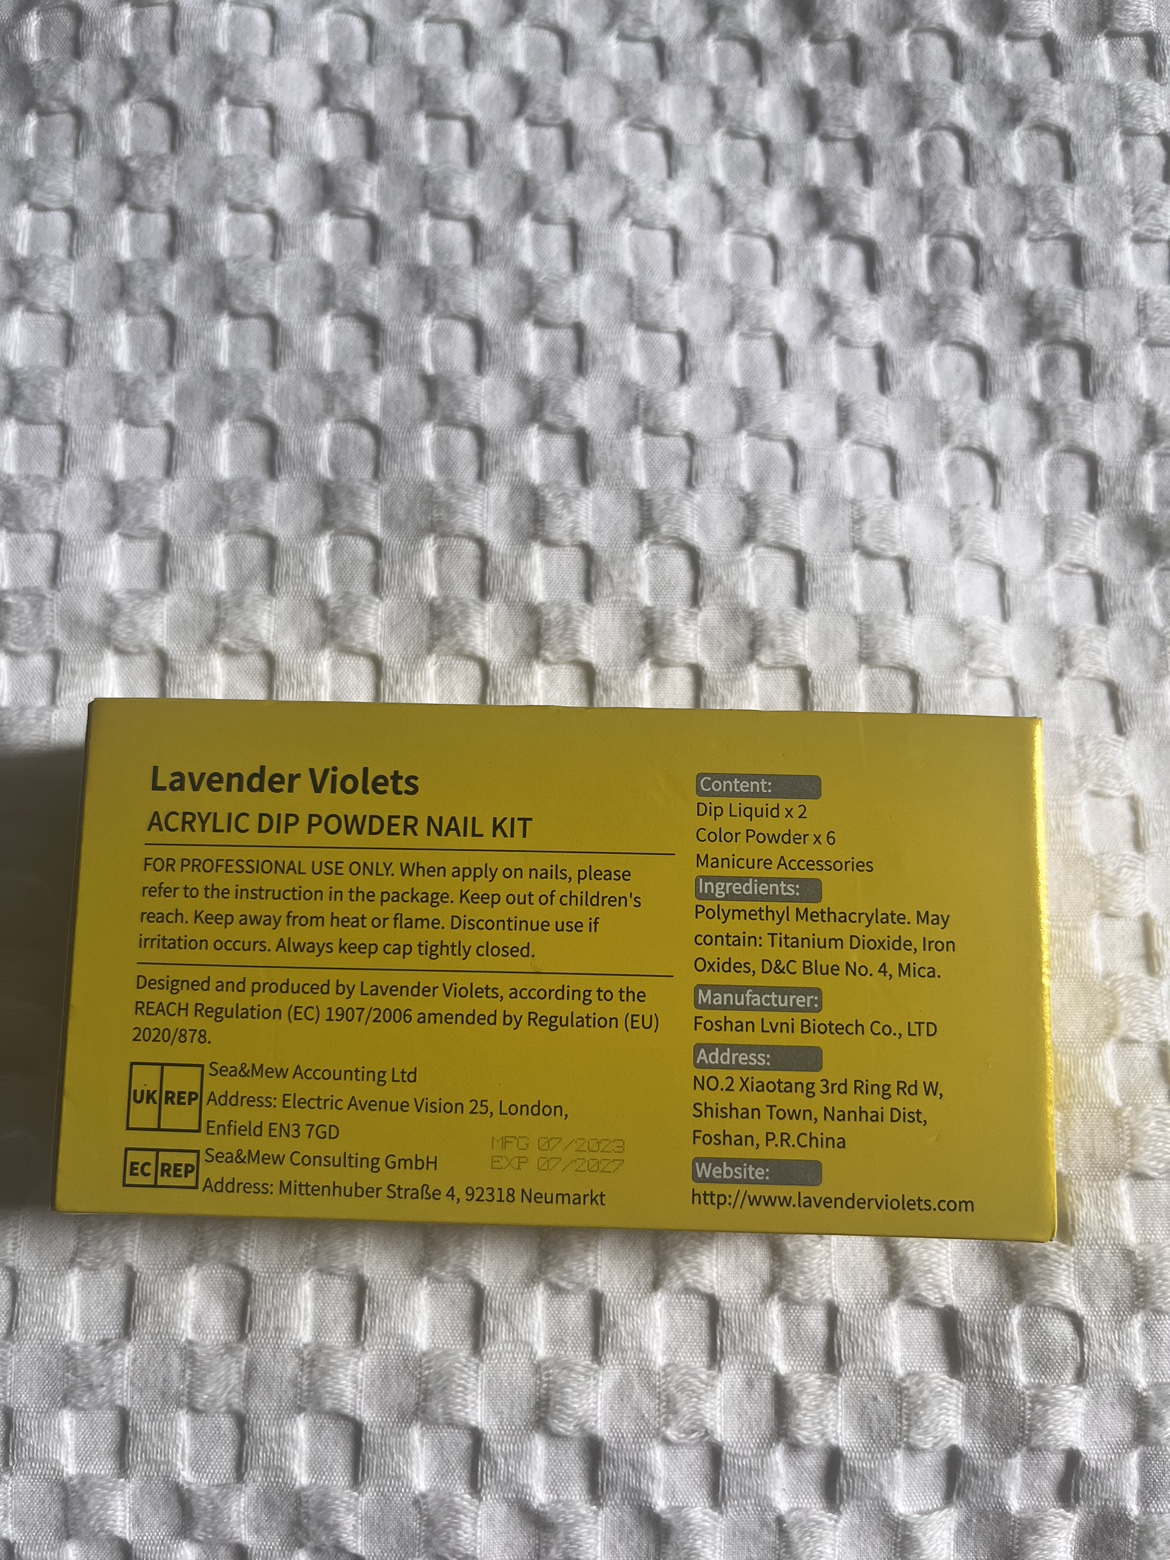 Lavender Violets
ACRYLIC DIP POWDER NAIL KIT
FOR PROFESSIONAL USE ONLY. When apply on nails, please
refer to the instruction in the package. Keep out of children's
reach. Keep away from heat or flame. Discontinue use if
irritation occurs. Always keep cap tightly closed.
Designed and produced by Lavender Violets, according to the
REACH Regulation (EC) 1907/2006 amended by Regulation (EU)
2020/878.
UK REP
Sea&Mew Accounting Ltd
Address: Electric Avenue Vision 25, London,
Enfield EN3 7GD
EC REP
Sea&Mew Consulting GmbH
Address: Mittenhuber Straße 4, 92318 Neumarkt
MFG 07/2023
EXP 07/2027
Content:
Dip Liquid x 2
Color Powder x 6
Manicure Accessories
Ingredients:
Polymethyl Methacrylate. May
contain: Titanium Dioxide, Iron
Oxides, D&C Blue No. 4, Mica.
Manufacturer:
Foshan Lvni Biotech Co., LTD
Address:
NO.2 Xiaotang 3rd Ring Rd W,
Shishan Town, Nanhai Dist,
Foshan, P.R.China
Website:
http://www.lavenderviolets.com